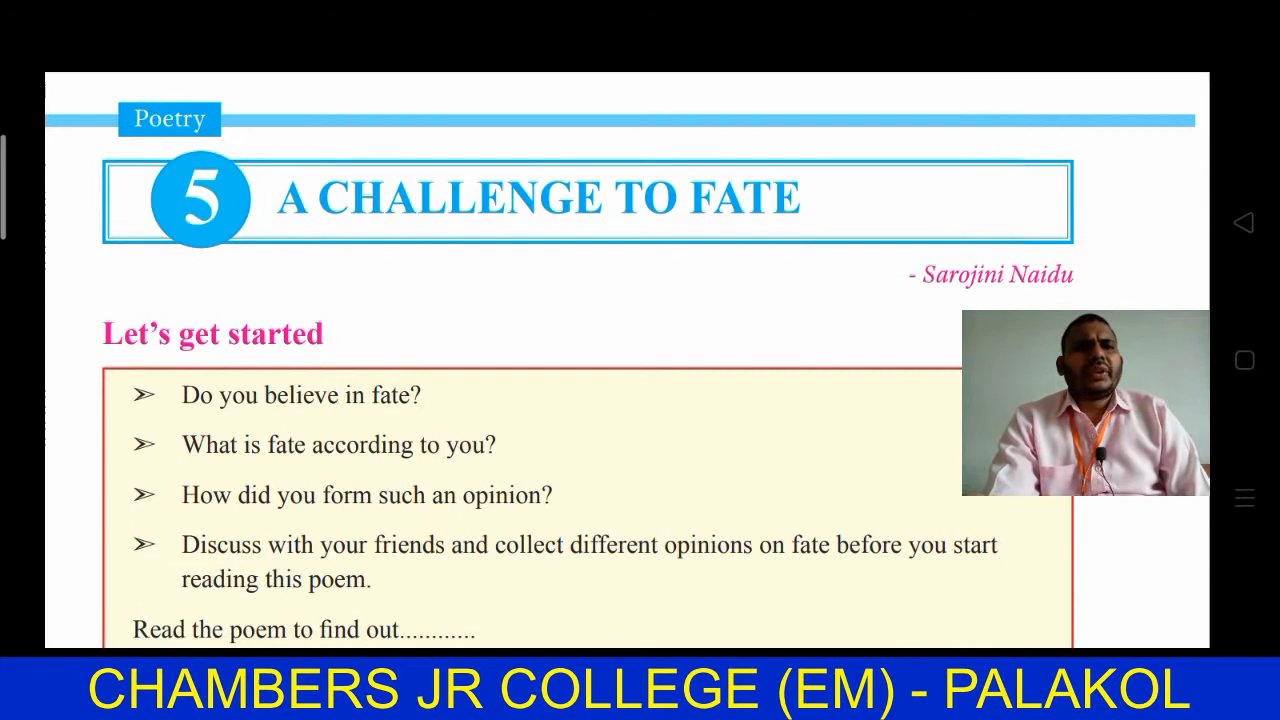 Poetry
5 A CHALLENGE TO FATE
- Sarojini Naidu
Let’s get started
➢ Do you believe in fate?
➢ What is fate according to you?
➢ How did you form such an opinion?
➢ Discuss with your friends and collect different opinions on fate before you start
reading this poem.
Read the poem to find out............
CHAMBERS JR COLLEGE (EM) - PALAKOL